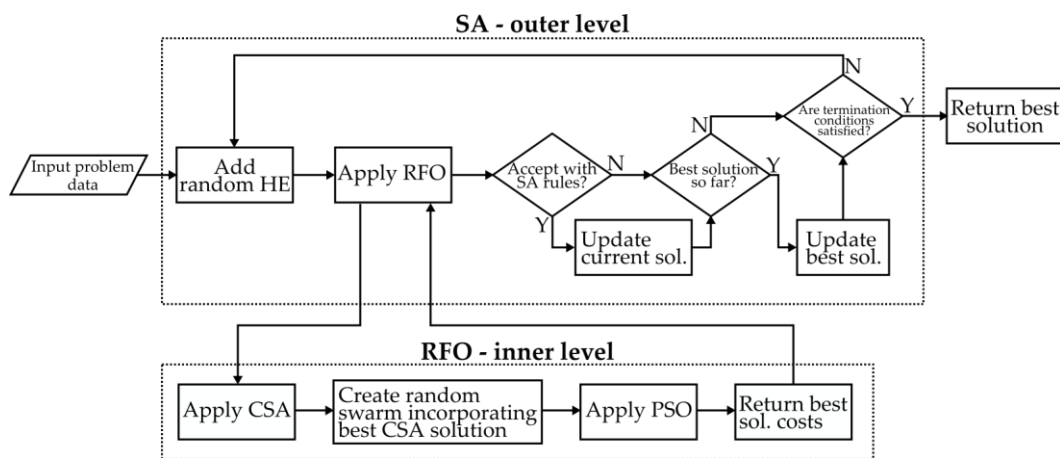 SA - outer level
N
Are termination
conditions
satisfied?
Y
Return best
solution
Input problem
data
Add
random HE
Apply RFO
Accept with
SA rules?
N
Y
Best solution
so far?
N
Y
Update
current sol.
Update
best sol.
RFO - inner level
Apply CSA
Create random
swarm incorporating
best CSA solution
Apply PSO
Return best
sol. costs